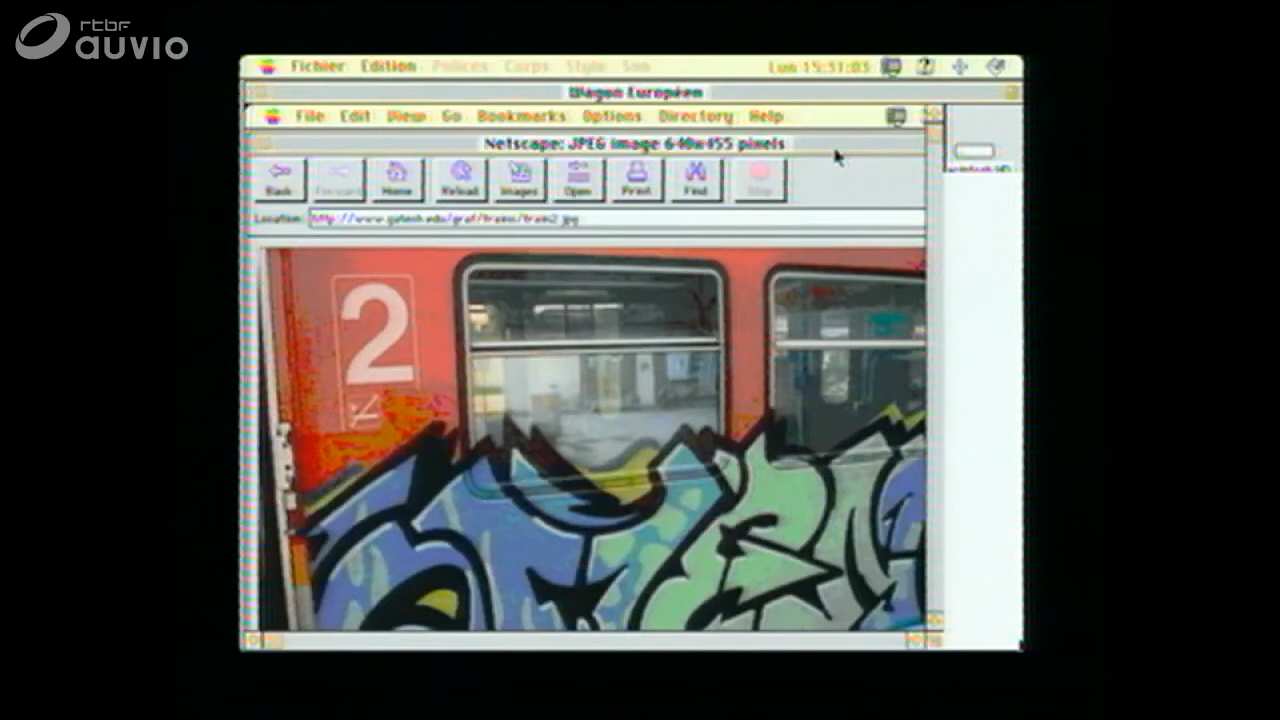 rtbf
auvio
Fichier Edition Polices Corps Style Son Lun 15:31:03
Wagon Européen
File Edit View Go Bookmarks Options Directory Help
Netscape: JPEG image 640x455 pixels
Back Forward Home Reload Images Open Print Find Stop
Location:
2